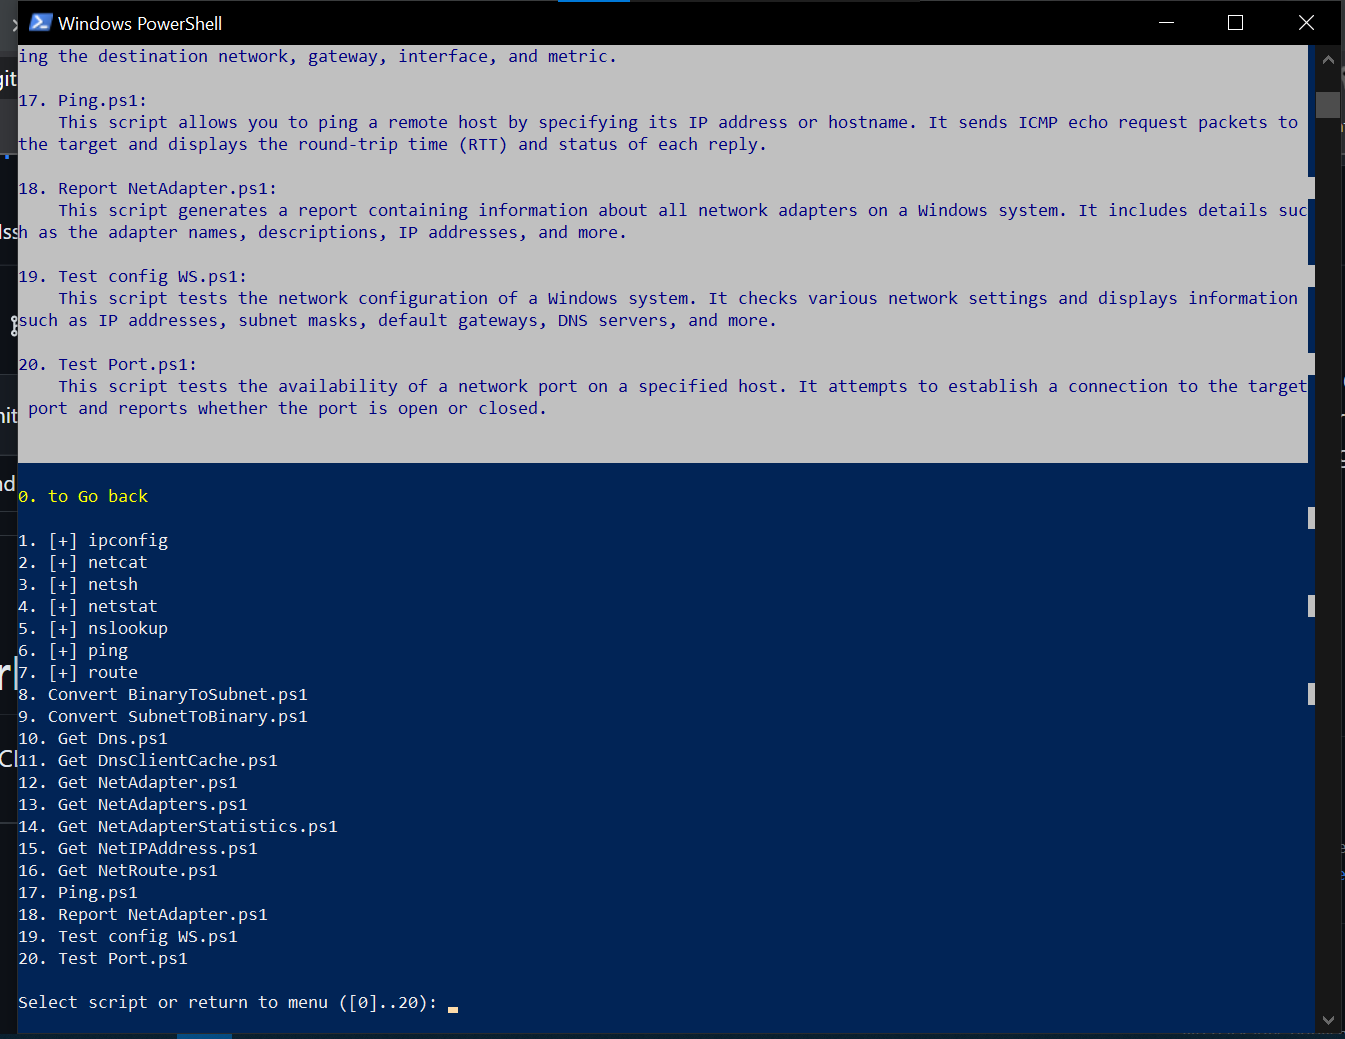 Windows PowerShell
ing the destination network, gateway, interface, and metric.
17. Ping.ps1:
This script allows you to ping a remote host by specifying its IP address or hostname. It sends ICMP echo request packets to
the target and displays the round-trip time (RTT) and status of each reply.
18. Report NetAdapter.ps1:
This script generates a report containing information about all network adapters on a Windows system. It includes details suc
h as the adapter names, descriptions, IP addresses, and more.
19. Test config WS.ps1:
This script tests the network configuration of a Windows system. It checks various network settings and displays information
such as IP addresses, subnet masks, default gateways, DNS servers, and more.
20. Test Port.ps1:
This script tests the availability of a network port on a specified host. It attempts to establish a connection to the target
port and reports whether the port is open or closed.
0. to Go back
1. [+] ipconfig
2. [+] netcat
3. [+] netsh
4. [+] netstat
5. [+] nslookup
6. [+] ping
7. [+] route
8. Convert BinaryToSubnet.ps1
9. Convert SubnetToBinary.ps1
10. Get Dns.ps1
11. Get DnsClientCache.ps1
12. Get NetAdapter.ps1
13. Get NetAdapters.ps1
14. Get NetAdapterStatistics.ps1
15. Get NetIPAddress.ps1
16. Get NetRoute.ps1
17. Ping.ps1
18. Report NetAdapter.ps1
19. Test config WS.ps1
20. Test Port.ps1
Select script or return to menu ([0]..20):